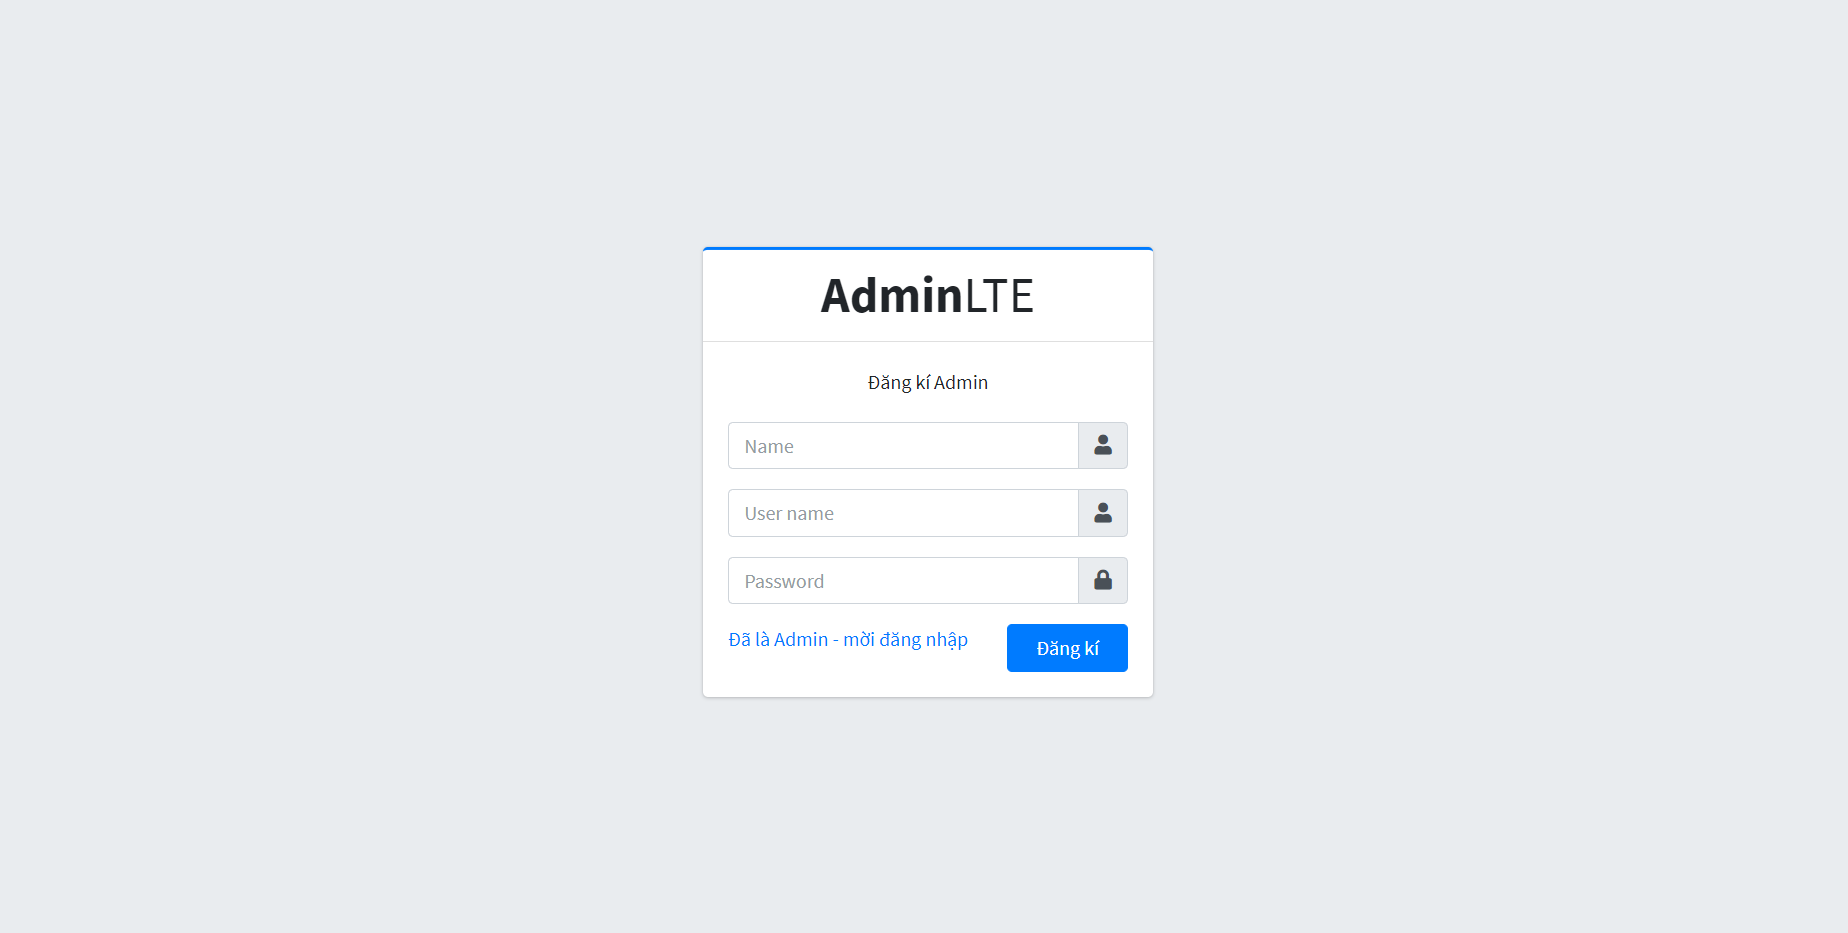 AdminLTE
Đăng kí Admin
Name
User name
Password
Đã là Admin - mời đăng nhập
Đăng kí